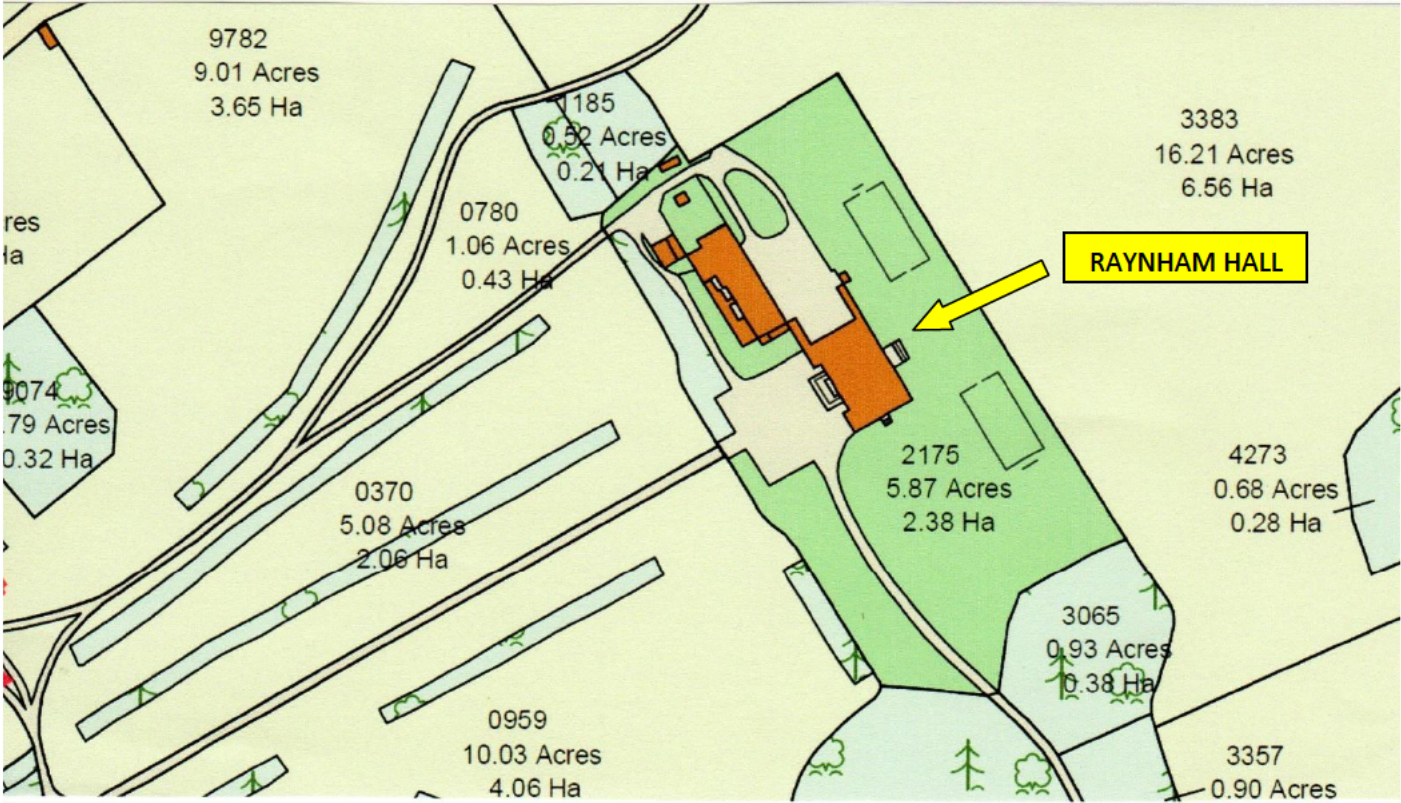 9782
9.01 Acres
3.65 Ha
1185
0.52 Acres
0.21 Ha
3383
16.21 Acres
6.56 Ha
res
Ha
0780
1.06 Acres
0.43 Ha
RAYNHAM HALL
9074
.79 Acres
0.32 Ha
0370
5.08 Acres
2.06 Ha
2175
5.87 Acres
2.38 Ha
4273
0.68 Acres
0.28 Ha
3065
0.93 Acres
0.38 Ha
0959
10.03 Acres
4.06 Ha
3357
0.90 Acres